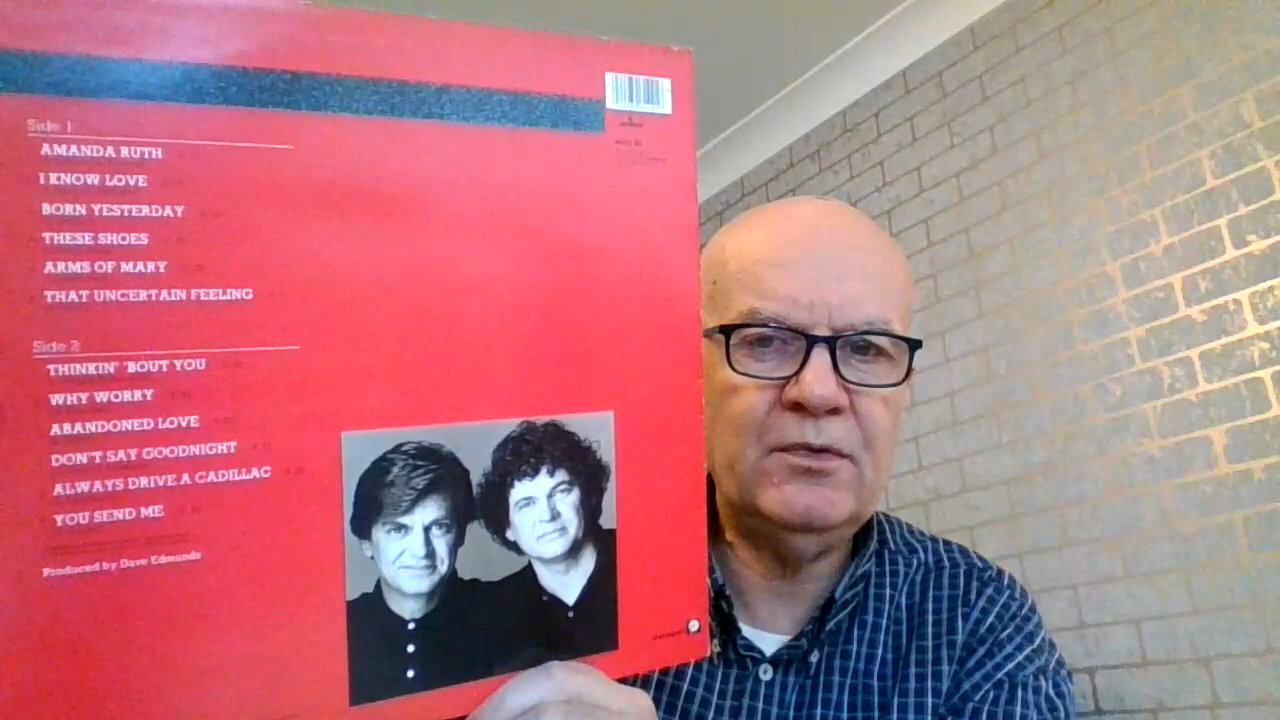 Side 1
AMANDA RUTH
I KNOW LOVE
BORN YESTERDAY
THESE SHOES
ARMS OF MARY
THAT UNCERTAIN FEELING
Side 2
THINKIN' 'BOUT YOU
WHY WORRY
ABANDONED LOVE
DON'T SAY GOODNIGHT
ALWAYS DRIVE A CADILLAC
YOU SEND ME
Produced by Dave Edmunds